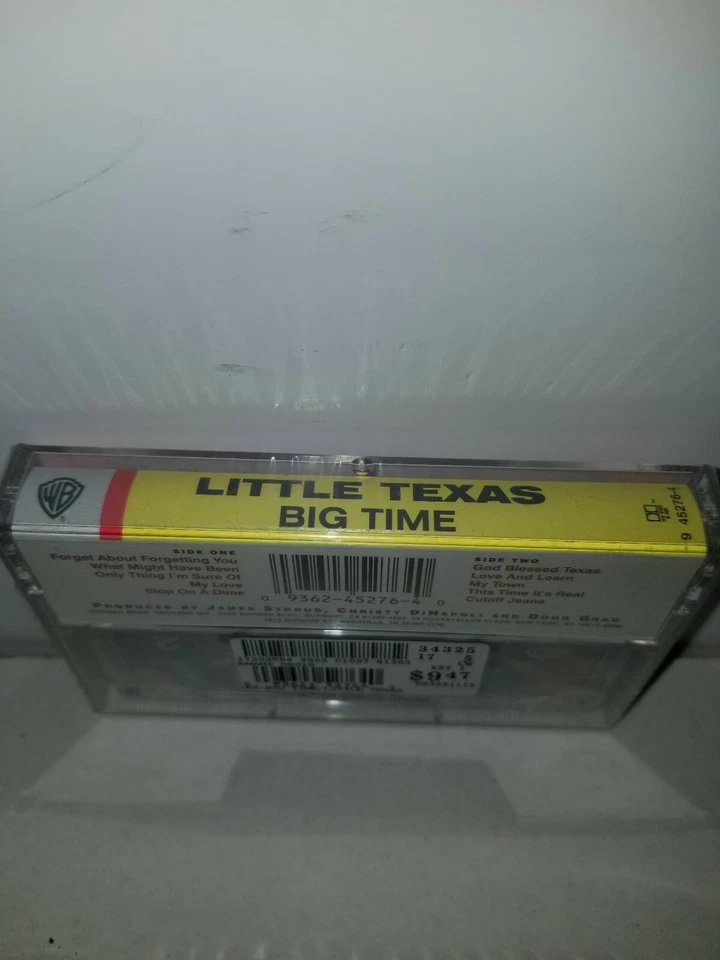 WB
LITTLE TEXAS
BIG TIME
9 45276-4
SIDE ONE
Forget About Forgetting You
What Might Have Been
Only Thing I'm Sure Of
My Love
Stop On A Dime
0 9362-45276-4 0
SIDE TWO
God Blessed Texas
Love And Learn
My Town
This Time It's Real
Cutoff Jeans
PRODUCED BY JAMES STROUD, CHRISTY DINAPOLI AND DOUG GRAU
34325
17
$9 47